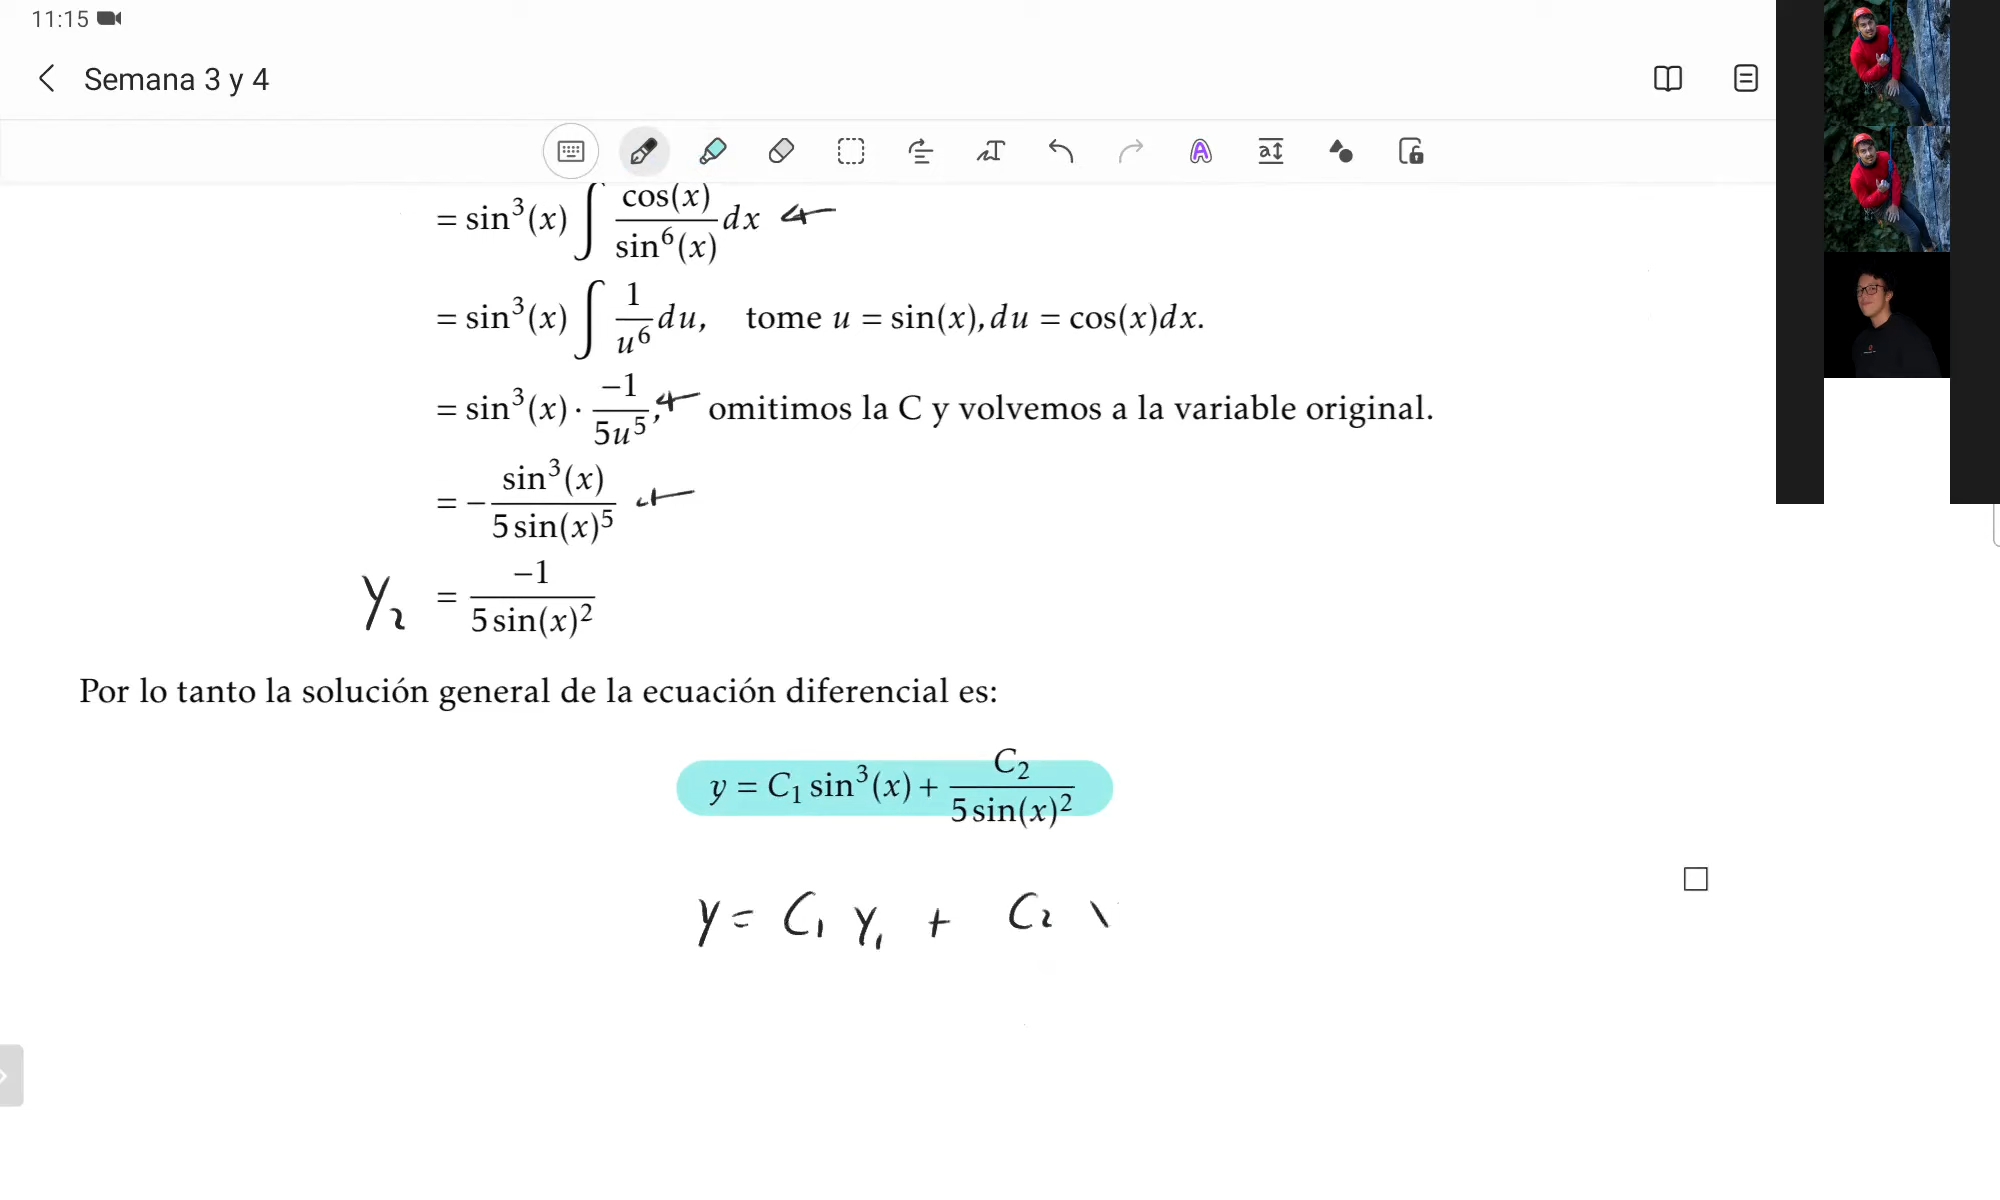 11:15
Semana 3 y 4
= sin³(x) ∫ cos(x)/sin⁶(x) dx ←
= sin³(x) ∫ 1/u⁶ du, tome u = sin(x), du = cos(x)dx.
= sin³(x) · −1/5u⁵, ← omitimos la C y volvemos a la variable original.
= − sin³(x)/5 sin(x)⁵ ←
y₂ = −1/5 sin(x)²
Por lo tanto la solución general de la ecuación diferencial es:
y = C₁ sin³(x) + C₂/5 sin(x)²
□
y = C₁ y₁ + C₂